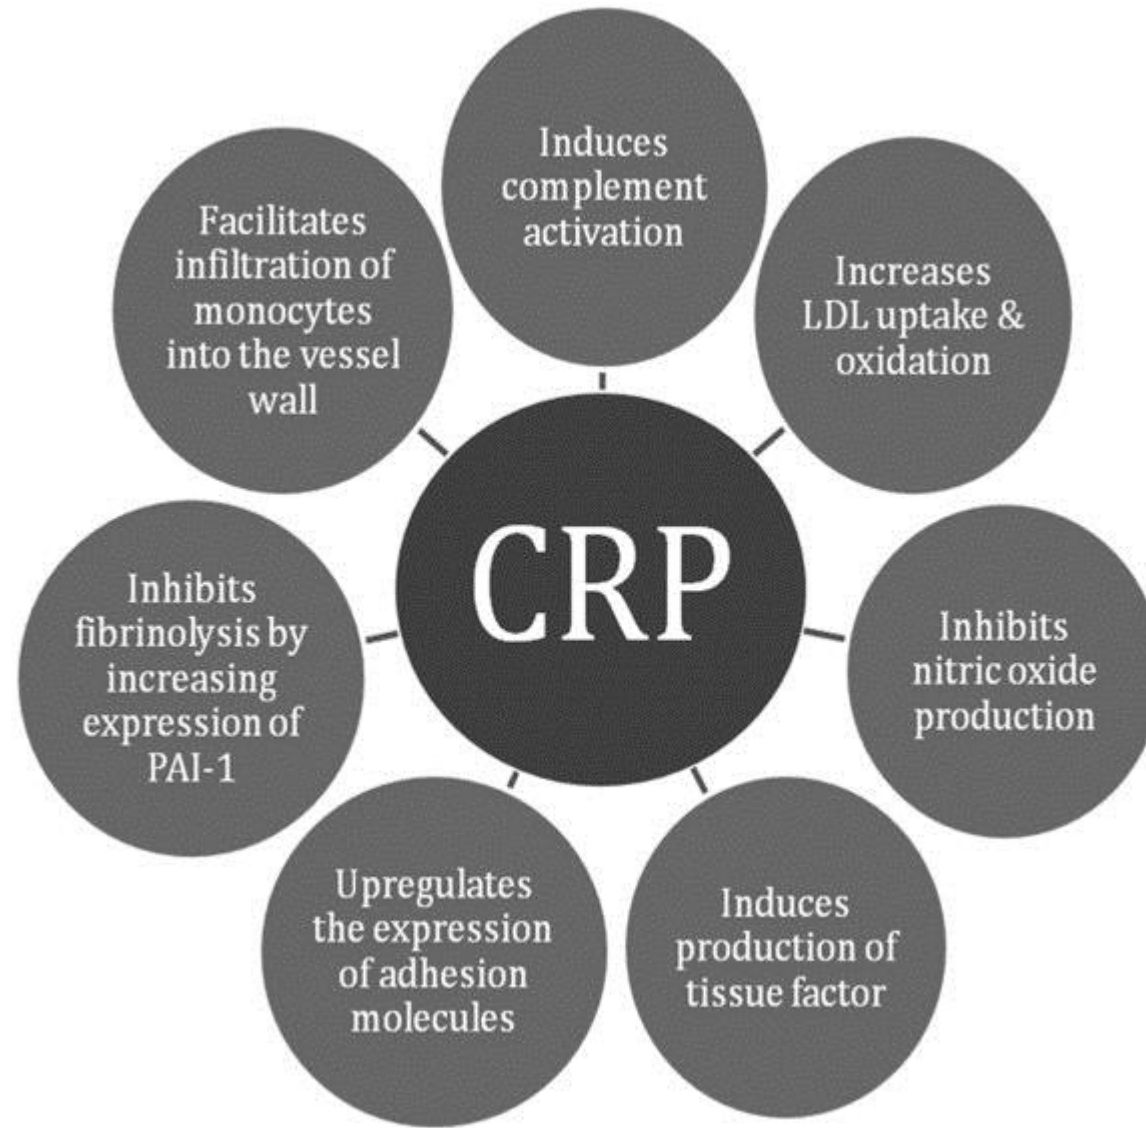 Induces
complement
activation
Increases
LDL uptake &
oxidation
Inhibits
nitric oxide
production
Induces
production of
tissue factor
Upregulates
the expression
of adhesion
molecules
Inhibits
fibrinolysis by
increasing
expression of
PAI-1
Facilitates
infiltration of
monocytes
into the vessel
wall
CRP